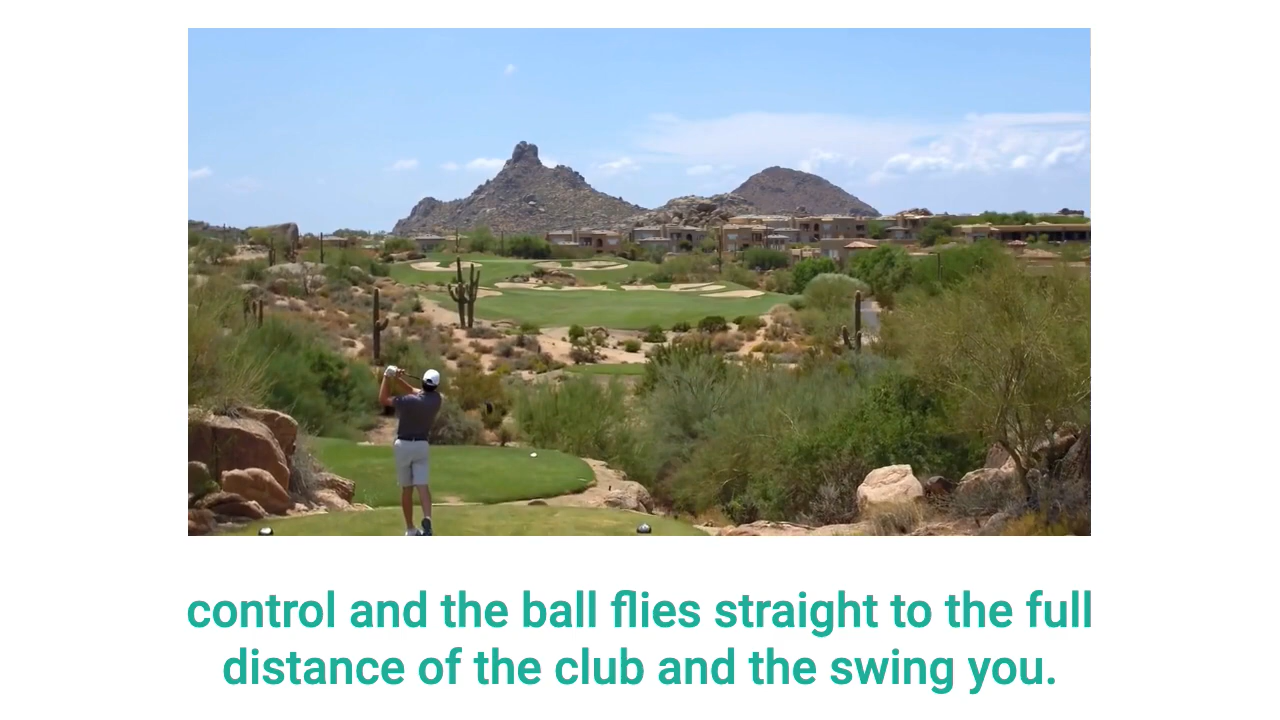 control and the ball flies straight to the full
distance of the club and the swing you.